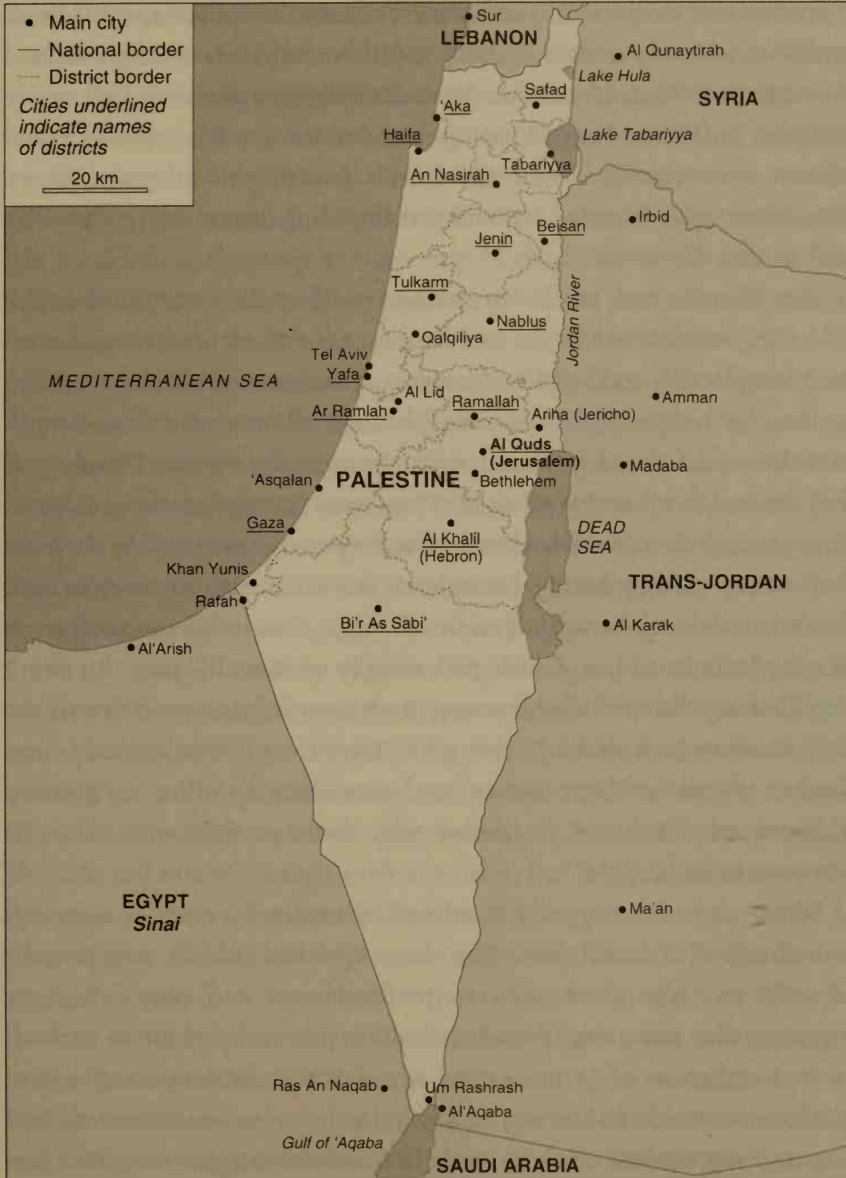 Main city
National border
District border
Cities underlined
indicate names
of districts
20 km
Sur
LEBANON
Al Qunaytirah
Lake Hula
Safad
SYRIA
'Aka
Lake Tabariyya
Haifa
Tabariyya
An Nasirah
Irbid
Beisan
Jenin
Tulkarm
Jordan River
Nablus
Qalqiliya
Tel Aviv
Yafa
MEDITERRANEAN SEA
Al Lid
Amman
Ramallah
Ar Ramlah
Ariha (Jericho)
Al Quds
(Jerusalem)
Madaba
'Asqalan
PALESTINE
Bethlehem
Gaza
Al Khalil
(Hebron)
DEAD
SEA
Khan Yunis
TRANS-JORDAN
Rafah
Bi'r As Sabi'
Al Karak
Al'Arish
EGYPT
Sinai
Ma'an
Ras An Naqab
Um Rashrash
Al'Aqaba
Gulf of 'Aqaba
SAUDI ARABIA